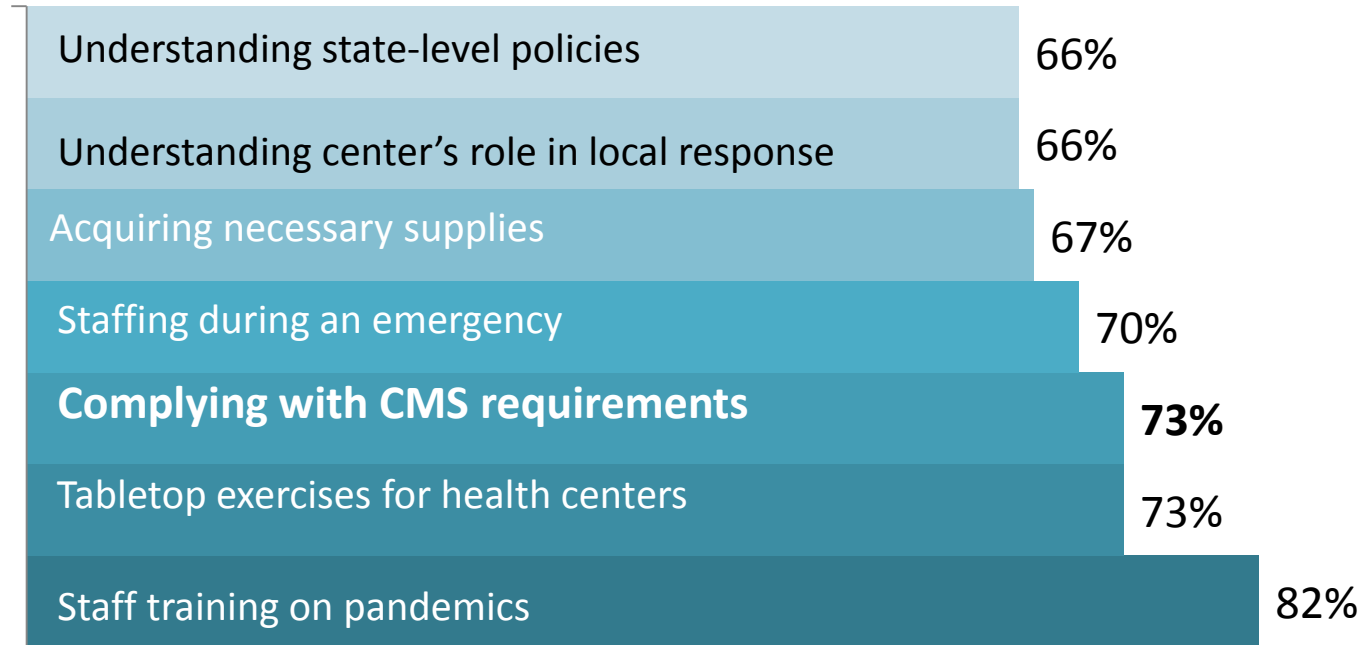 Understanding state-level policies 66%
Understanding center’s role in local response 66%
Acquiring necessary supplies 67%
Staffing during an emergency 70%
Complying with CMS requirements 73%
Tabletop exercises for health centers 73%
Staff training on pandemics 82%